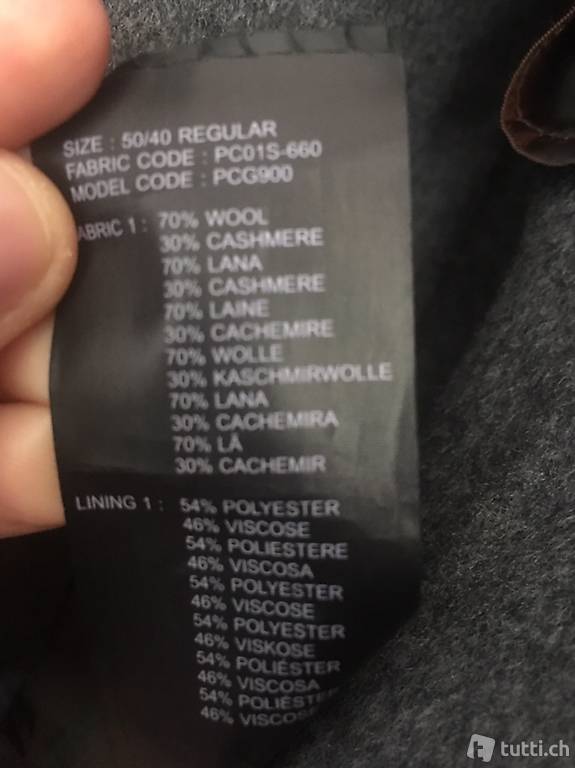 SIZE : 50/40 REGULAR
FABRIC CODE : PC01S-660
MODEL CODE : PCG900
ABRIC 1 : 70% WOOL
30% CASHMERE
70% LANA
30% CASHMERE
70% LAINE
30% CACHEMIRE
70% WOLLE
30% KASCHMIRWOLLE
70% LANA
30% CACHEMIRA
70% LÃ
30% CACHEMIR
LINING 1 : 54% POLYESTER
46% VISCOSE
54% POLIESTERE
46% VISCOSA
54% POLYESTER
46% VISCOSE
54% POLYESTER
46% VISKOSE
54% POLIÉSTER
46% VISCOSA
54% POLIÉS
46% VISCOS
tutti.ch